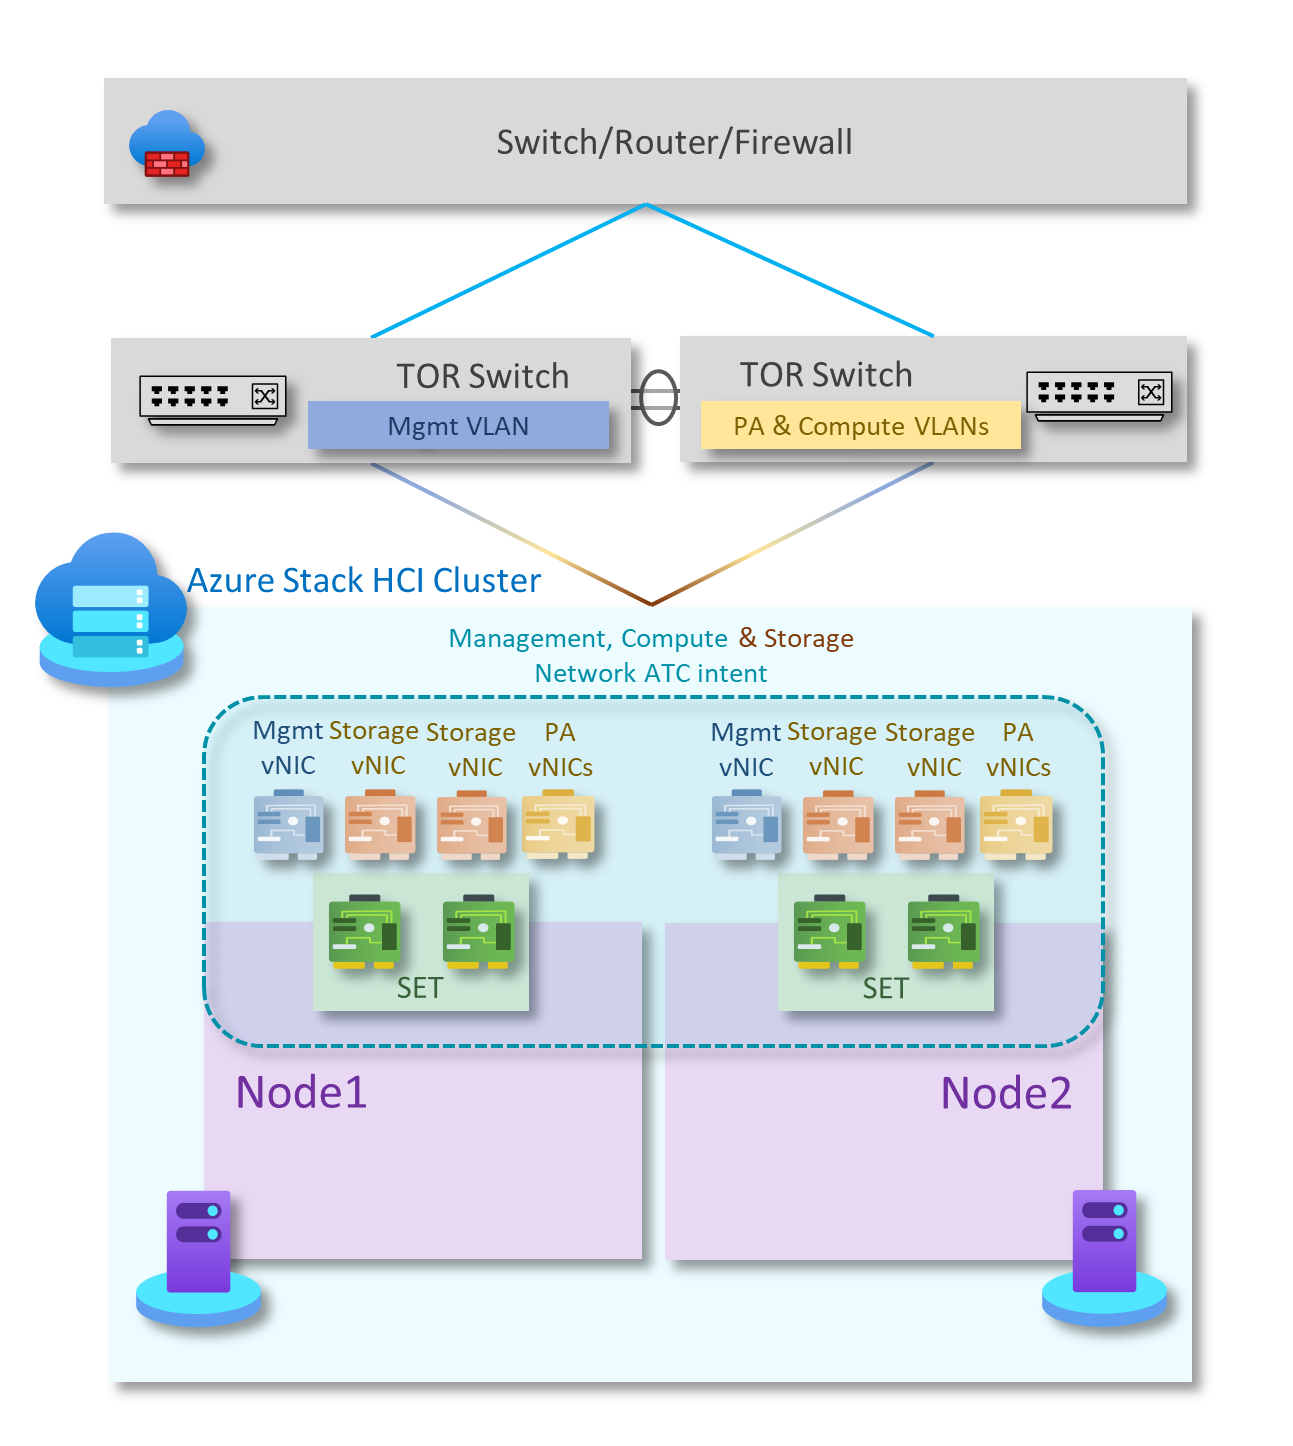 Switch/Router/Firewall
TOR Switch
Mgmt VLAN
TOR Switch
PA & Compute VLANs
Azure Stack HCI Cluster
Management, Compute & Storage
Network ATC intent
Mgmt
vNIC
Storage
vNIC
Storage
vNIC
PA
vNICs
Mgmt
vNIC
Storage
vNIC
Storage
vNIC
PA
vNICs
SET
SET
Node1
Node2